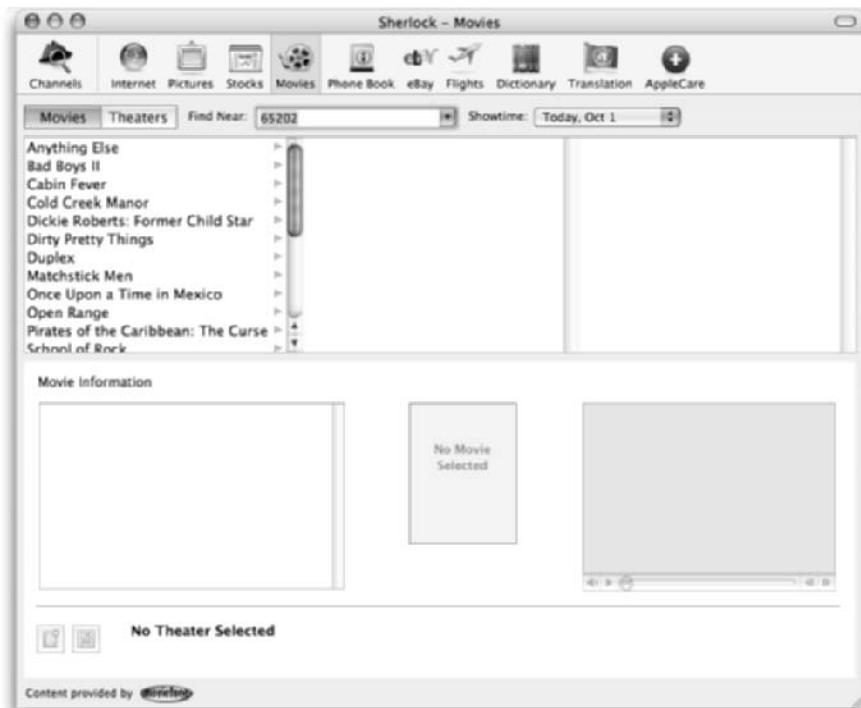 Sherlock – Movies
Channels Internet Pictures Stocks Movies Phone Book eBay Flights Dictionary Translation AppleCare
Movies Theaters Find Near: 65202 Showtime: Today, Oct 1
Anything Else
Bad Boys II
Cabin Fever
Cold Creek Manor
Dickie Roberts: Former Child Star
Dirty Pretty Things
Duplex
Matchstick Men
Once Upon a Time in Mexico
Open Range
Pirates of the Caribbean: The Curse
School of Rock
Movie Information
No Movie
Selected
No Theater Selected
Content provided by